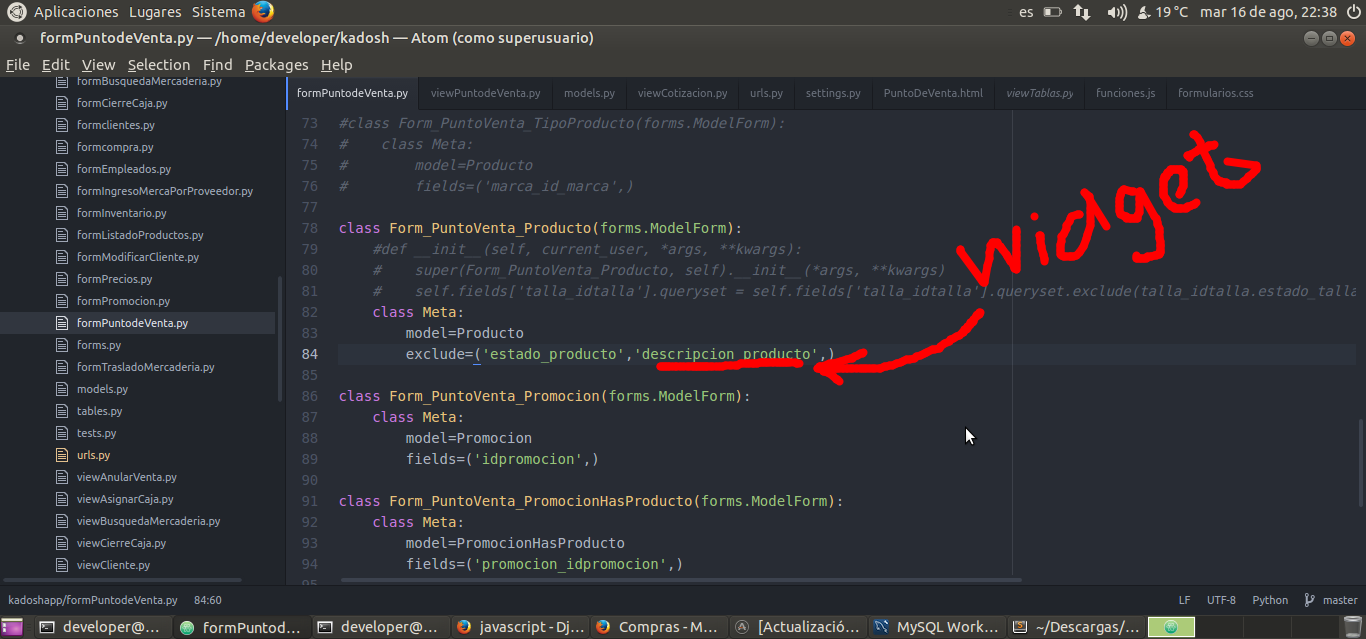 Aplicaciones Lugares Sistema es 19 °C mar 16 de ago, 22:38
formPuntodeVenta.py — /home/developer/kadosh — Atom (como superusuario)
File Edit View Selection Find Packages Help
formBusquedaMercaderia.py
formCierreCaja.py
formclientes.py
formcompra.py
formEmpleados.py
formIngresoMercaPorProveedor.py
formInventario.py
formListadoProductos.py
formModificarCliente.py
formPrecios.py
formPromocion.py
formPuntodeVenta.py
forms.py
formTrasladoMercaderia.py
models.py
tables.py
tests.py
urls.py
viewAnularVenta.py
viewAsignarCaja.py
viewBusquedaMercaderia.py
viewCierreCaja.py
viewCliente.py
formPuntodeVenta.py viewPuntodeVenta.py models.py viewCotizacion.py urls.py settings.py PuntoDeVenta.html viewTablas.py funciones.js formularios.css
73 #class Form_PuntoVenta_TipoProducto(forms.ModelForm):
74 #    class Meta:
75 #        model=Producto
76 #        fields=('marca_id_marca',)
77
78 class Form_PuntoVenta_Producto(forms.ModelForm):
79     #def __init__(self, current_user, *args, **kwargs):
80     #    super(Form_PuntoVenta_Producto, self).__init__(*args, **kwargs)
81     #    self.fields['talla_idtalla'].queryset = self.fields['talla_idtalla'].queryset.exclude(talla_idtalla.estado_talla
82     class Meta:
83         model=Producto
84         exclude=('estado_producto','descripcion_producto',)
85
86 class Form_PuntoVenta_Promocion(forms.ModelForm):
87     class Meta:
88         model=Promocion
89         fields=('idpromocion',)
90
91 class Form_PuntoVenta_PromocionHasProducto(forms.ModelForm):
92     class Meta:
93         model=PromocionHasProducto
94         fields=('promocion_idpromocion',)
95
widgets
kadoshapp/formPuntodeVenta.py 84:60 LF UTF-8 Python master
developer@... formPuntod... developer@... javascript - Dj... Compras - M... [Actualizació... MySQL Work... ~/Descargas/...